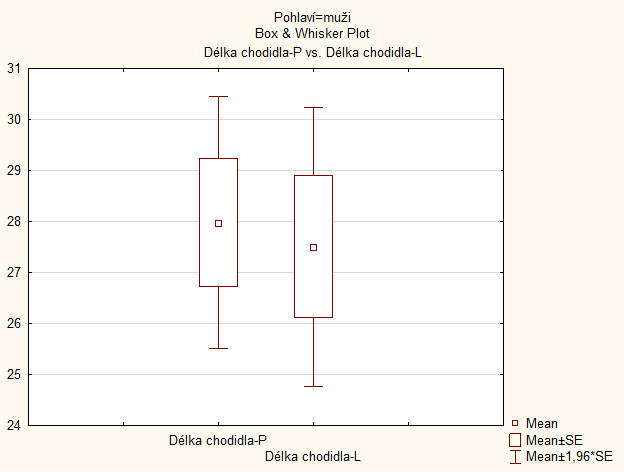 Pohlaví=muži
Box & Whisker Plot
Délka chodidla-P vs. Délka chodidla-L
31
30
29
28
27
26
25
24
Délka chodidla-P
Délka chodidla-L
Mean
Mean±SE
Mean±1,96*SE